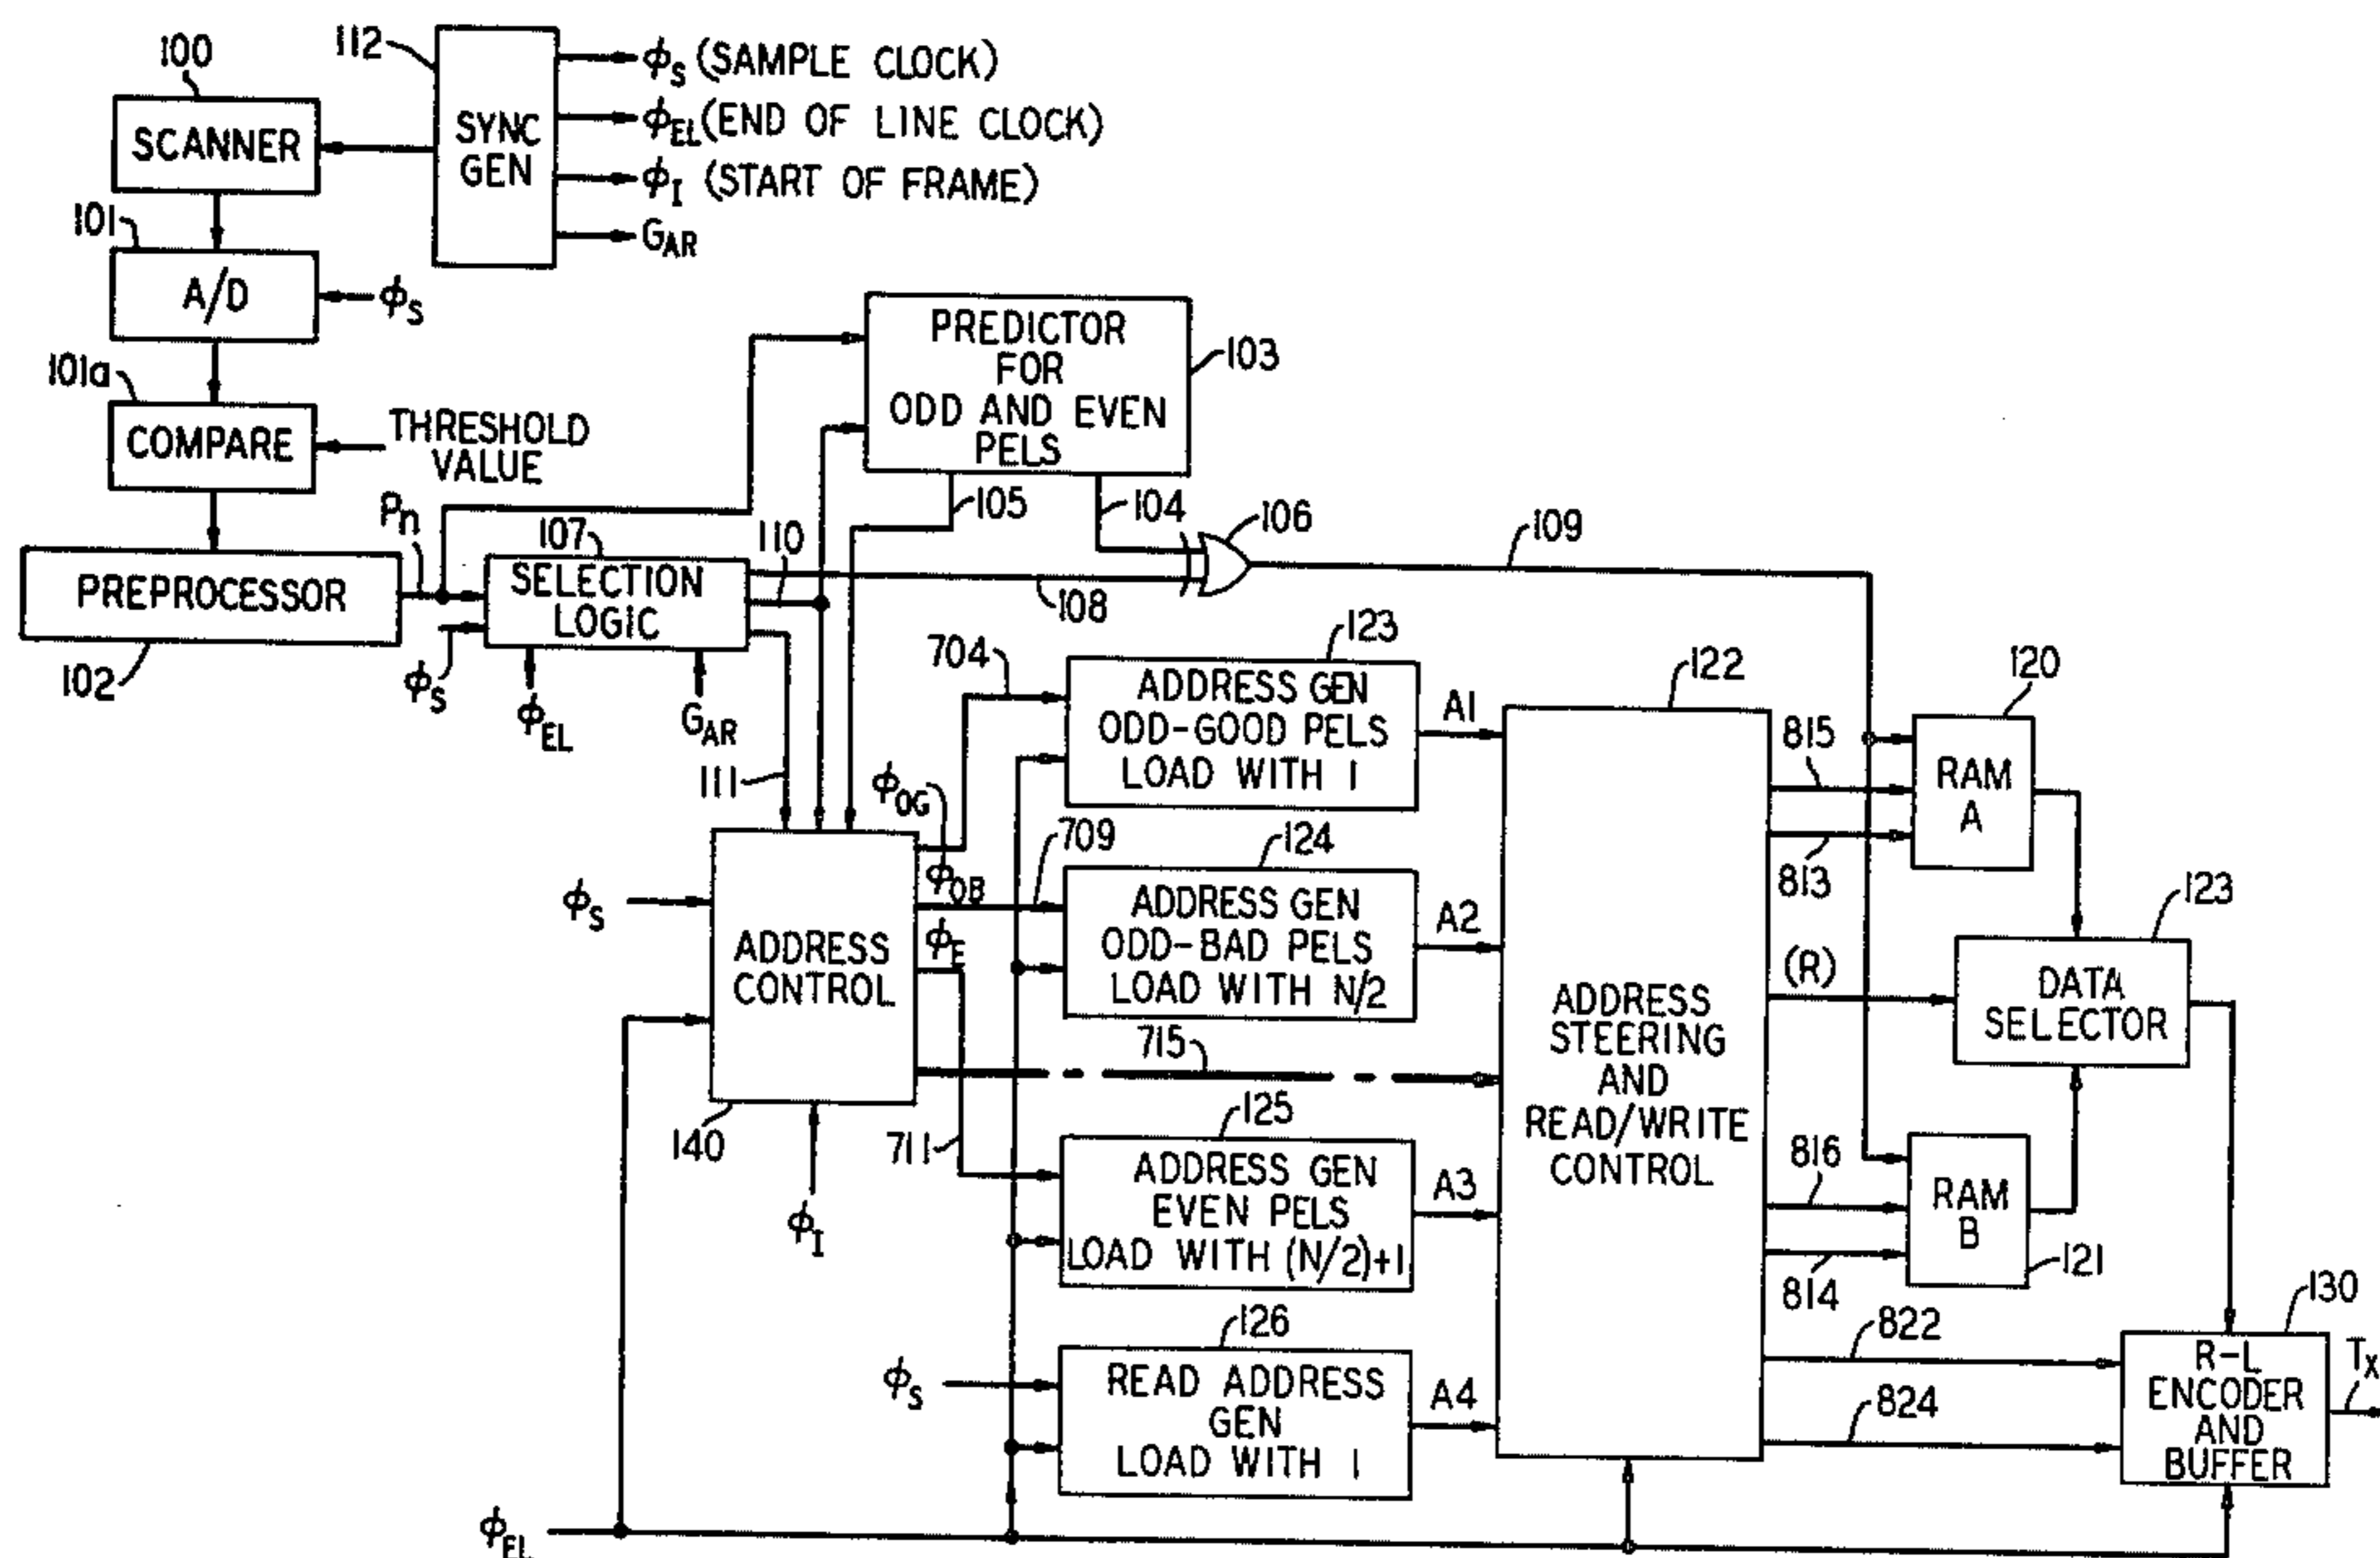 112
100
SYNC
GEN
ϕS (SAMPLE CLOCK)
ϕEL (END OF LINE CLOCK)
ϕI (START OF FRAME)
GAR
SCANNER
101
A/D
ϕS
101a
COMPARE
THRESHOLD
VALUE
PREDICTOR
FOR
ODD AND EVEN
PELS
103
105
104
106
109
Pn
107
110
PREPROCESSOR
102
SELECTION
LOGIC
108
ϕS
ϕEL
GAR
111
704
123
ADDRESS GEN
ODD-GOOD PELS
LOAD WITH 1
A1
122
120
815
RAM
A
813
ϕOG
709
124
ϕOB
ADDRESS GEN
ODD-BAD PELS
LOAD WITH N/2
A2
ϕS
ADDRESS
CONTROL
ϕE
(R)
123
DATA
SELECTOR
715
ADDRESS
STEERING
AND
READ/WRITE
CONTROL
140
ϕI
711
125
ADDRESS GEN
EVEN PELS
LOAD WITH (N/2)+1
A3
816
RAM
B
121
814
126
ϕS
READ ADDRESS
GEN
LOAD WITH 1
A4
822
824
130
R-L
ENCODER
AND
BUFFER
Tx
ϕEL